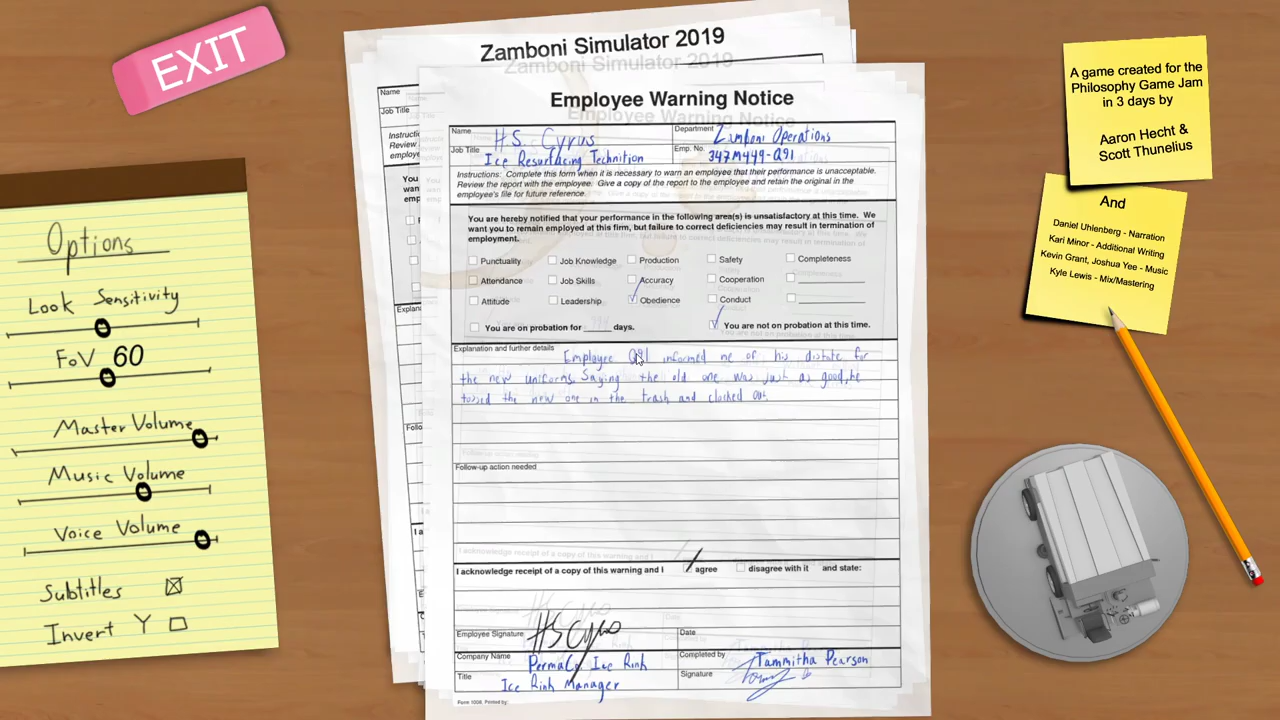 EXIT
Options
Look Sensitivity
FoV 60
Master Volume
Music Volume
Voice Volume
Subtitles
Invert Y
Zamboni Simulator 2019
Zamboni Simulator 2019
Name
Job Title
Employee Warning Notice
Name H.S. Cyrus
Department Zamboni Operations
Job Title Ice Resurfacing Technition
Emp. No. 347M449-Q91
Instructions: Complete this form when it is necessary to warn an employee that their performance is unacceptable.
Review the report with the employee. Give a copy of the report to the employee and retain the original in the
employee's file for future reference.
You are hereby notified that your performance in the following area(s) is unsatisfactory at this time. We
want you to remain employed at this firm, but failure to correct deficiencies may result in termination of
employment.
Punctuality Job Knowledge Production Safety Completeness
Attendance Job Skills Accuracy Cooperation
Attitude Leadership Obedience Conduct
You are on probation for days. You are not on probation at this time.
Explanation and further details Employee Q91 informed me of his distate for
the new uniforms. Saying the old one was just as good, he
tossed the new one in the trash and clocked out.
Follow-up action needed
I acknowledge receipt of a copy of this warning and I agree disagree with it and state:
Employee Signature HSCyrus
Date
Company Name PermaCo Ice Rink
Completed by Tammitha Pearson
Title Ice Rink Manager
Signature
Form 1008 Printed by:
A game created for the
Philosophy Game Jam
in 3 days by
Aaron Hecht &
Scott Thunelius
And
Daniel Uhlenberg - Narration
Kari Minor - Additional Writing
Kevin Grant, Joshua Yee - Music
Kyle Lewis - Mix/Mastering